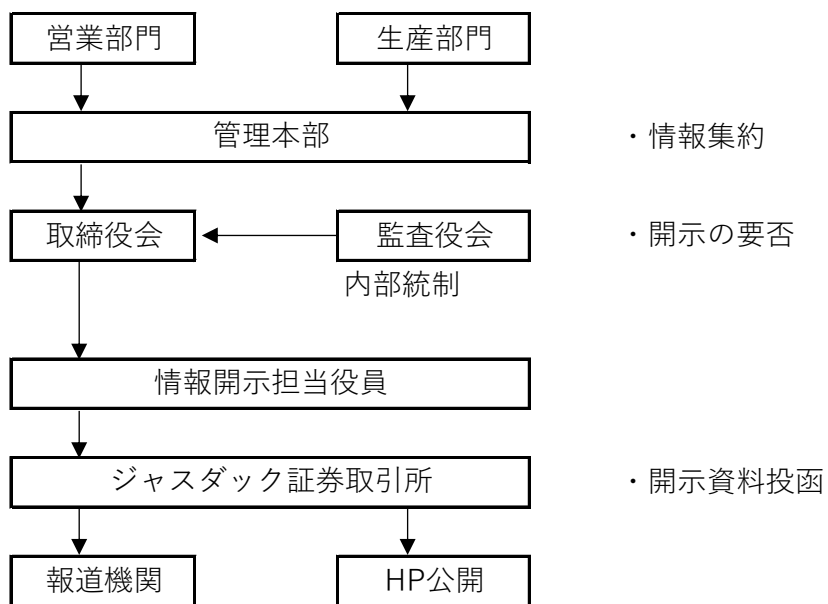 営業部門
生産部門
管理本部
・情報集約
取締役会
監査役会
・開示の要否
内部統制
情報開示担当役員
ジャスダック証券取引所
・開示資料投函
報道機関
HP公開